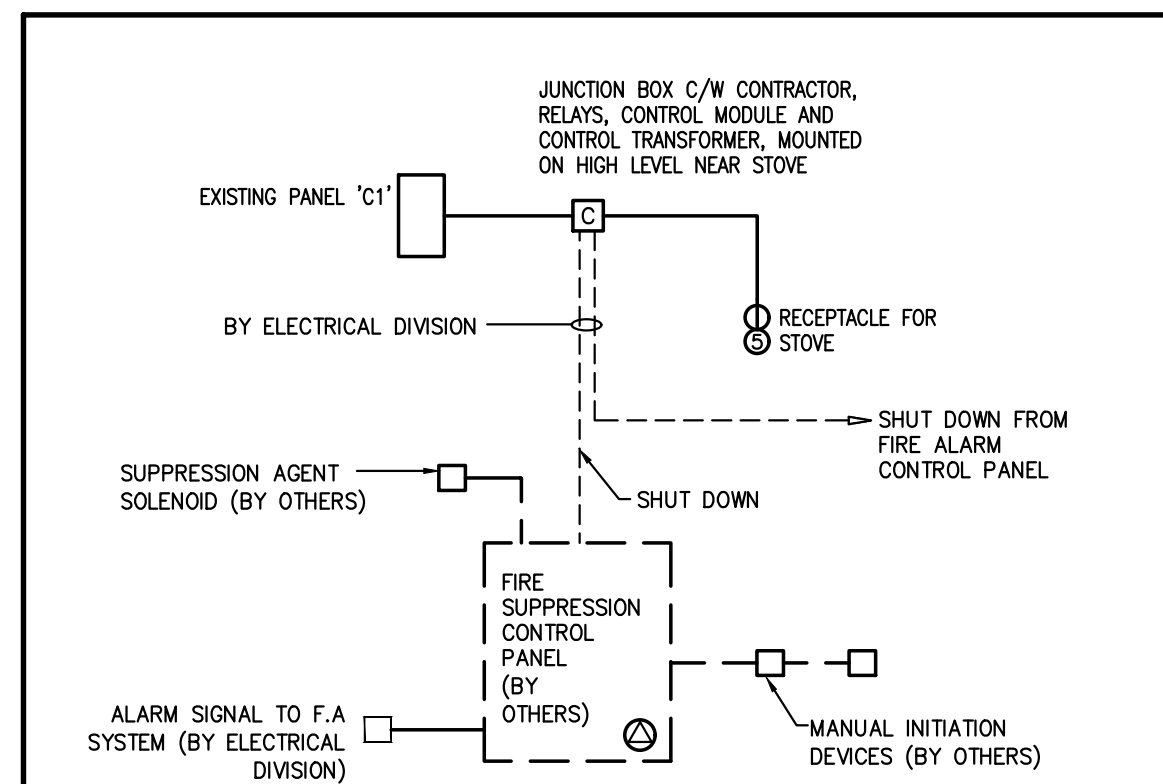 JUNCTION BOX C/W CONTRACTOR,
RELAYS, CONTROL MODULE AND
CONTROL TRANSFORMER, MOUNTED
ON HIGH LEVEL NEAR STOVE
EXISTING PANEL 'C1'
C
BY ELECTRICAL DIVISION
RECEPTACLE FOR
STOVE
5
SHUT DOWN FROM
FIRE ALARM
CONTROL PANEL
SUPPRESSION AGENT
SOLENOID (BY OTHERS)
SHUT DOWN
FIRE
SUPPRESSION
CONTROL
PANEL
(BY
OTHERS)
ALARM SIGNAL TO F.A
SYSTEM (BY ELECTRICAL
DIVISION)
MANUAL INITIATION
DEVICES (BY OTHERS)